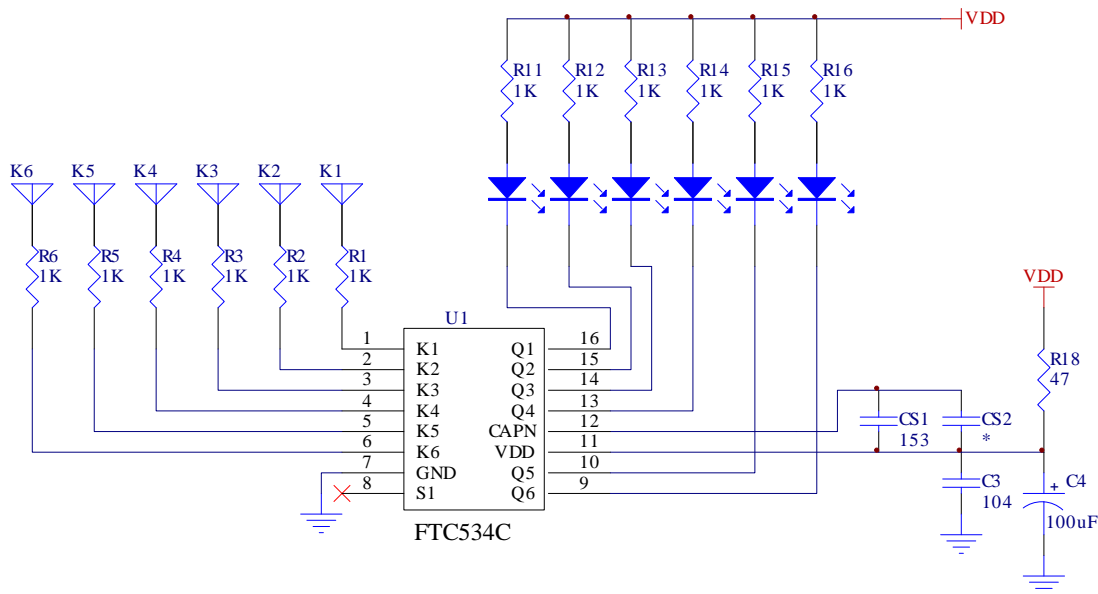 VDD
R11 R12 R13 R14 R15 R16
1K 1K 1K 1K 1K 1K
K6 K5 K4 K3 K2 K1
R6 R5 R4 R3 R2 R1
1K 1K 1K 1K 1K 1K
VDD
U1
1 K1 Q1 16
2 K2 Q2 15
3 K3 Q3 14
4 K4 Q4 13
5 K5 CAPN 12
6 K6 VDD 11
7 GND Q5 10
8 S1 Q6 9
FTC534C
R18
47
CS1 CS2
153 *
C3 C4
104 + 100uF